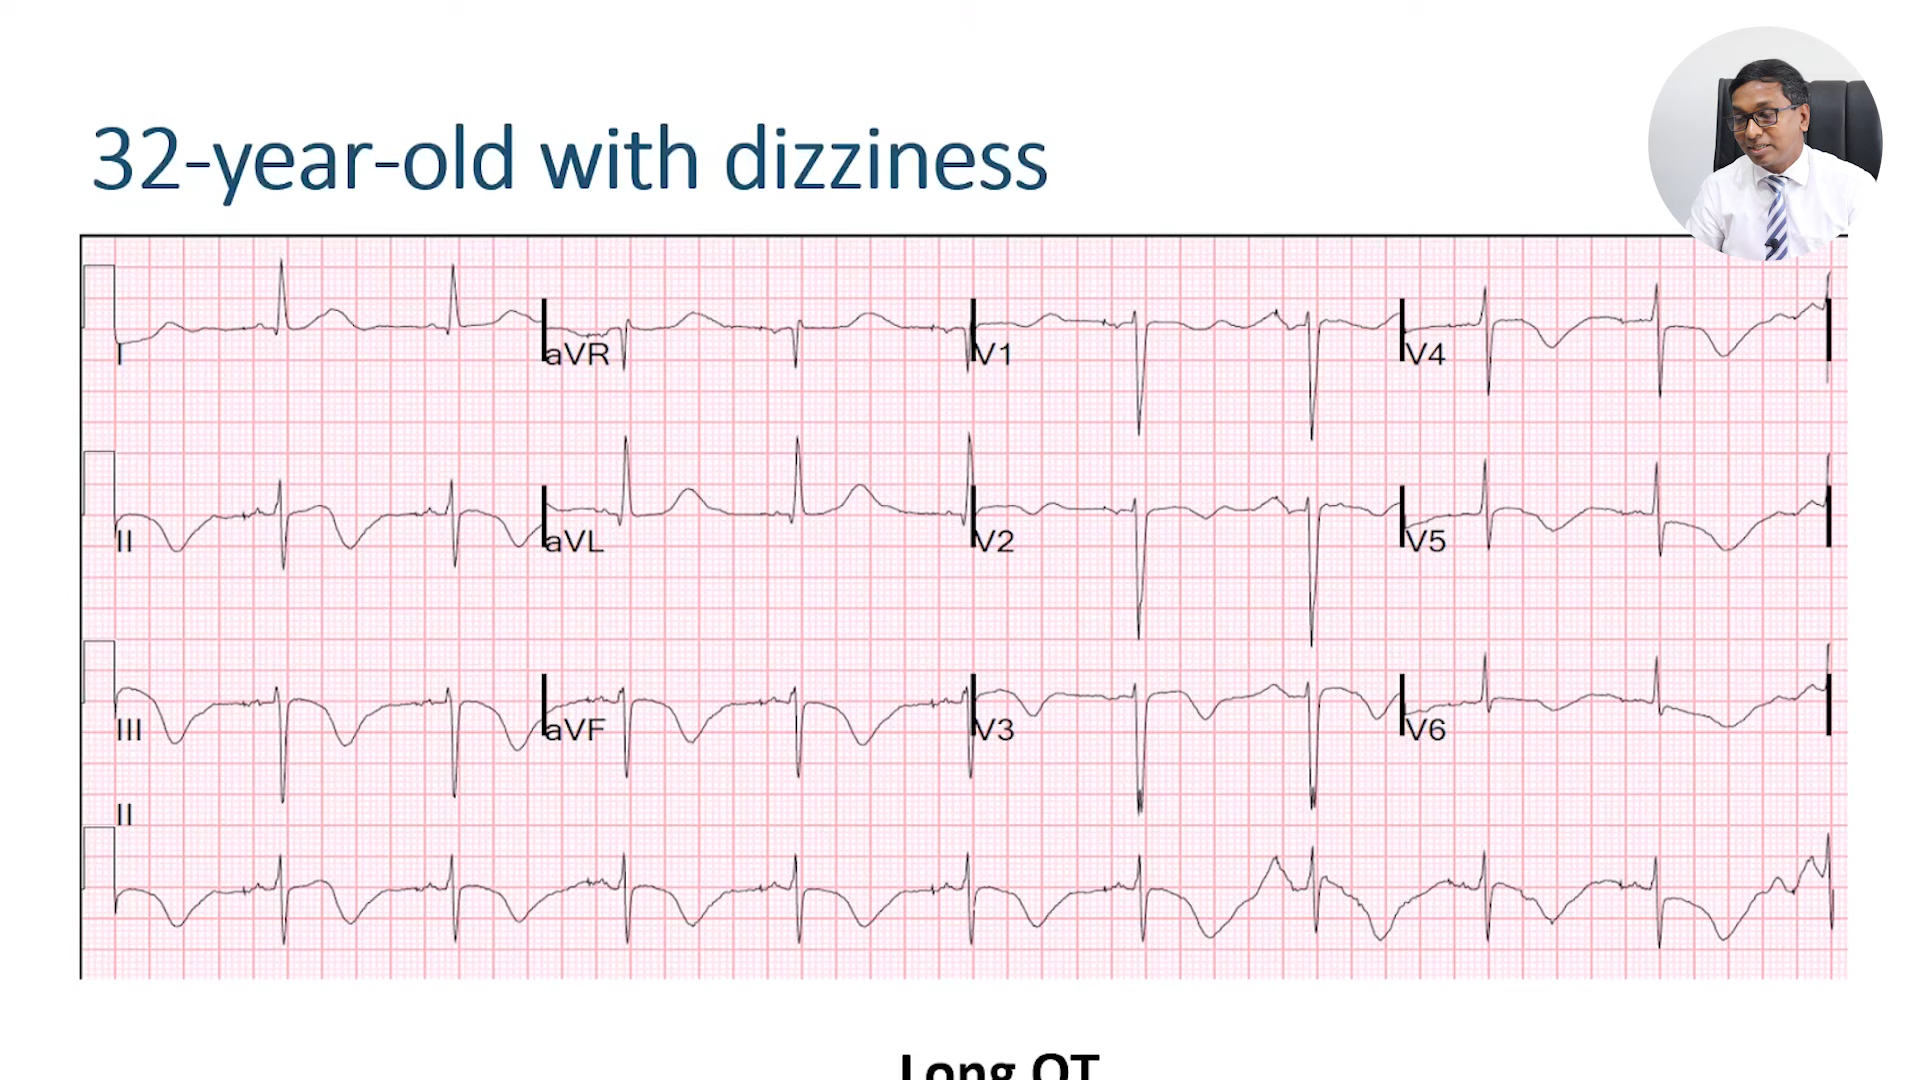 32-year-old with dizziness
I aVR V1 V4
II aVL V2 V5
III aVF V3 V6
II
Long QT